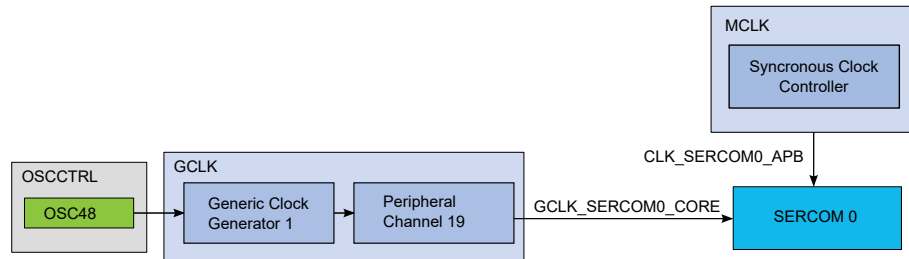 MCLK
Syncronous Clock
Controller
CLK_SERCOM0_APB
OSCCTRL
OSC48
GCLK
Generic Clock
Generator 1
Peripheral
Channel 19
GCLK_SERCOM0_CORE
SERCOM 0